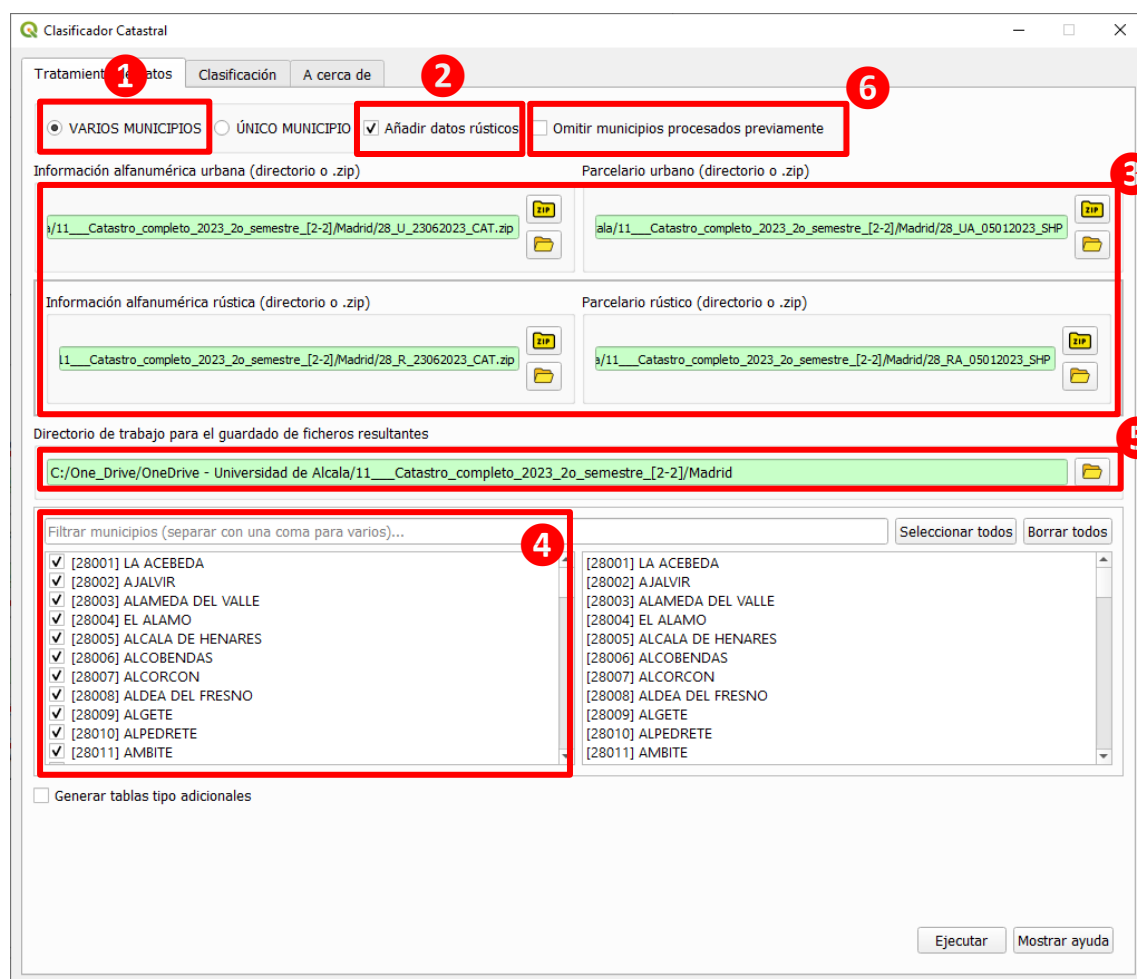 Clasificador Catastral
Tratamiento de datos Clasificación A cerca de
1 2 6
VARIOS MUNICIPIOS ÚNICO MUNICIPIO Añadir datos rústicos Omitir municipios procesados previamente
Información alfanumérica urbana (directorio o .zip) Parcelario urbano (directorio o .zip)
3
ZIP ZIP
a/11___Catastro_completo_2023_2o_semestre_[2-2]/Madrid/28_U_23062023_CAT.zip ala/11___Catastro_completo_2023_2o_semestre_[2-2]/Madrid/28_UA_05012023_SHP
Información alfanumérica rústica (directorio o .zip) Parcelario rústico (directorio o .zip)
ZIP ZIP
11___Catastro_completo_2023_2o_semestre_[2-2]/Madrid/28_R_23062023_CAT.zip a/11___Catastro_completo_2023_2o_semestre_[2-2]/Madrid/28_RA_05012023_SHP
Directorio de trabajo para el guardado de ficheros resultantes
5
C:/One_Drive/OneDrive - Universidad de Alcala/11___Catastro_completo_2023_2o_semestre_[2-2]/Madrid
Filtrar municipios (separar con una coma para varios)... Seleccionar todos Borrar todos
4
[28001] LA ACEBEDA [28001] LA ACEBEDA
[28002] AJALVIR [28002] AJALVIR
[28003] ALAMEDA DEL VALLE [28003] ALAMEDA DEL VALLE
[28004] EL ALAMO [28004] EL ALAMO
[28005] ALCALA DE HENARES [28005] ALCALA DE HENARES
[28006] ALCOBENDAS [28006] ALCOBENDAS
[28007] ALCORCON [28007] ALCORCON
[28008] ALDEA DEL FRESNO [28008] ALDEA DEL FRESNO
[28009] ALGETE [28009] ALGETE
[28010] ALPEDRETE [28010] ALPEDRETE
[28011] AMBITE [28011] AMBITE
Generar tablas tipo adicionales
Ejecutar Mostrar ayuda